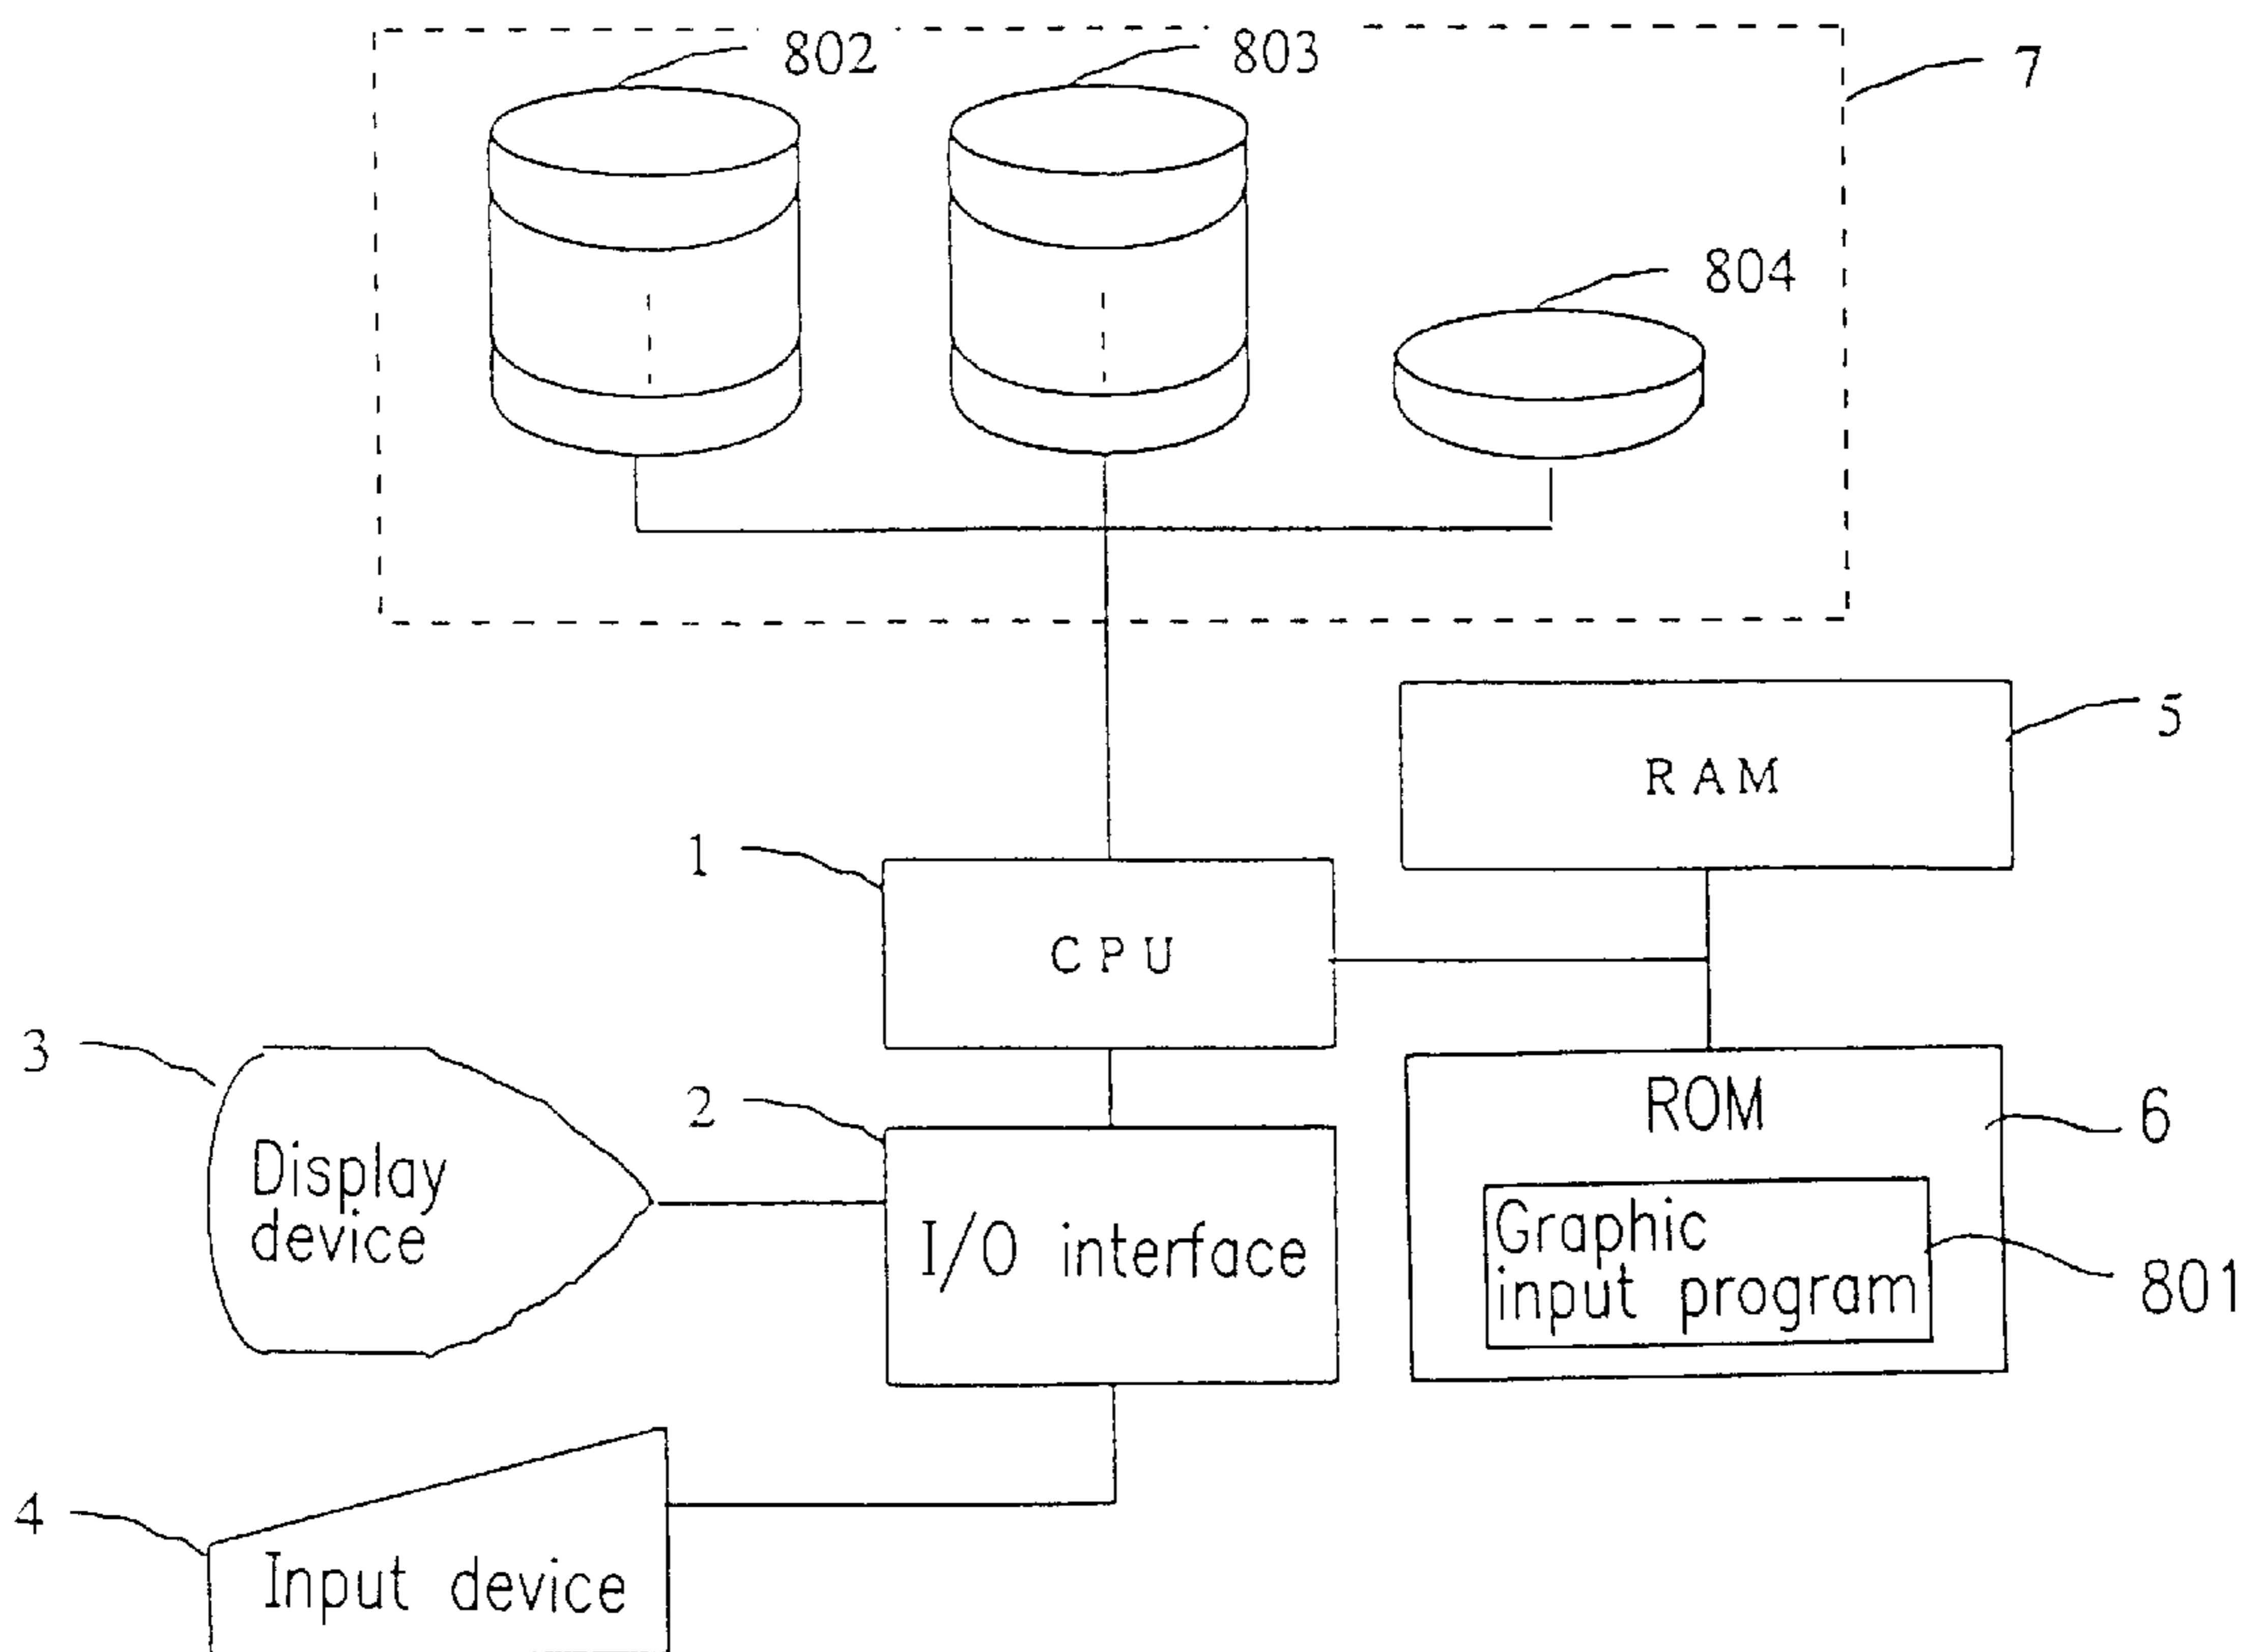 802
803
7
804
5
RAM
1
CPU
3
2
ROM
6
Display
device
I/O interface
Graphic
input program
801
4
Input device